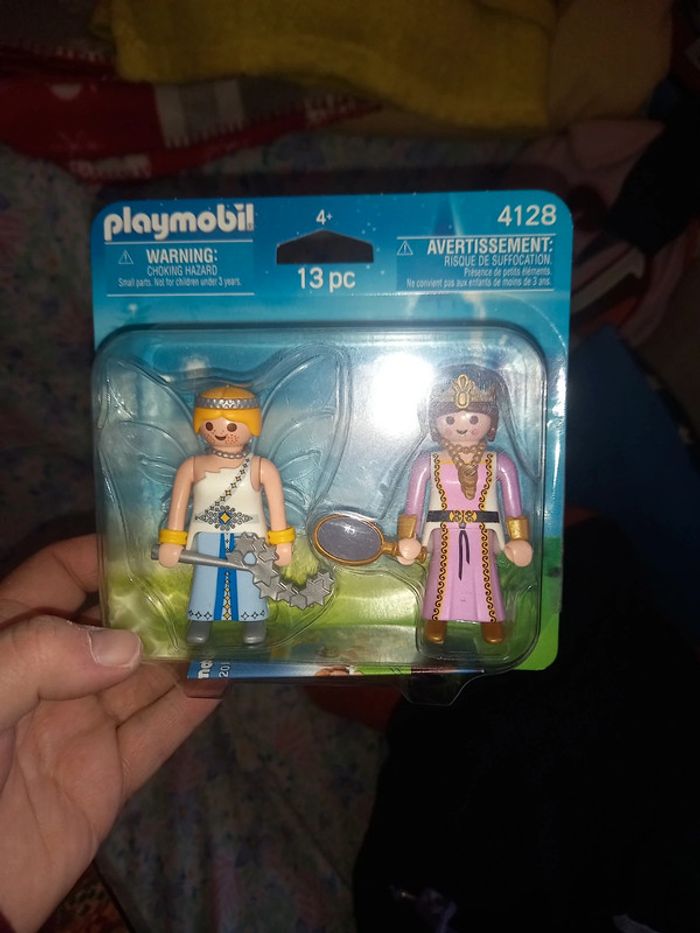 playmobil
4+
4128
WARNING:
CHOKING HAZARD
Small parts. Not for children under 3 years.
13 pc
AVERTISSEMENT:
RISQUE DE SUFFOCATION.
Présence de petits éléments.
Ne convient pas aux enfants de moins de 3 ans.